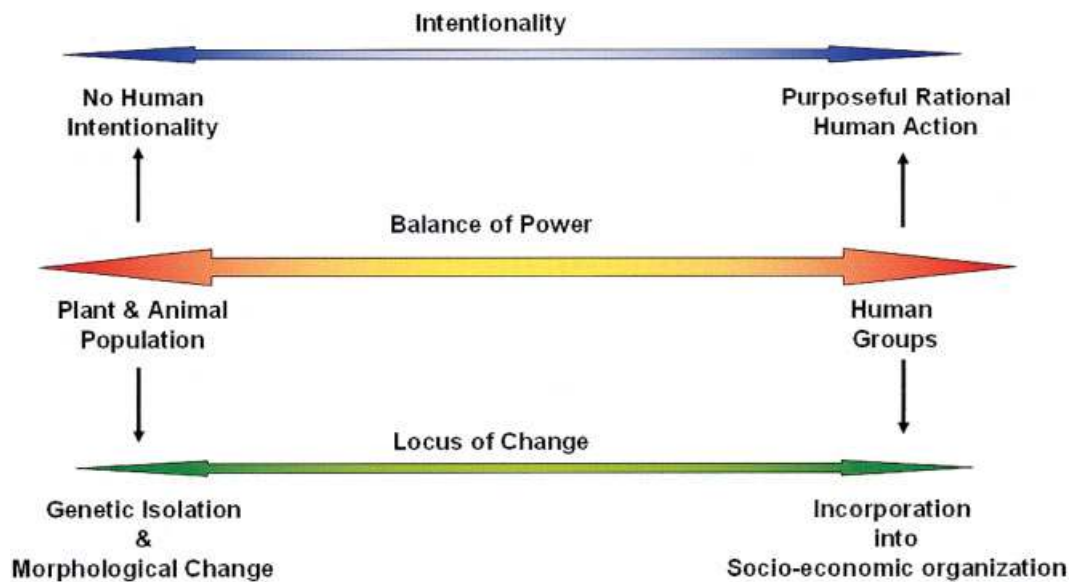 Intentionality
No Human
Intentionality
Purposeful Rational
Human Action
Balance of Power
Plant & Animal
Population
Human
Groups
Locus of Change
Genetic Isolation
&
Morphological Change
Incorporation
into
Socio-economic organization